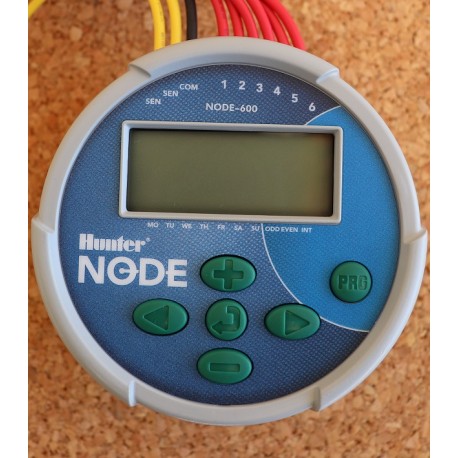 SEN SEN COM 1 2 3 4 5 6
NODE-600
MO TU WE TH FR SA SU ODD EVEN INT
Hunter®
NODE
PRG